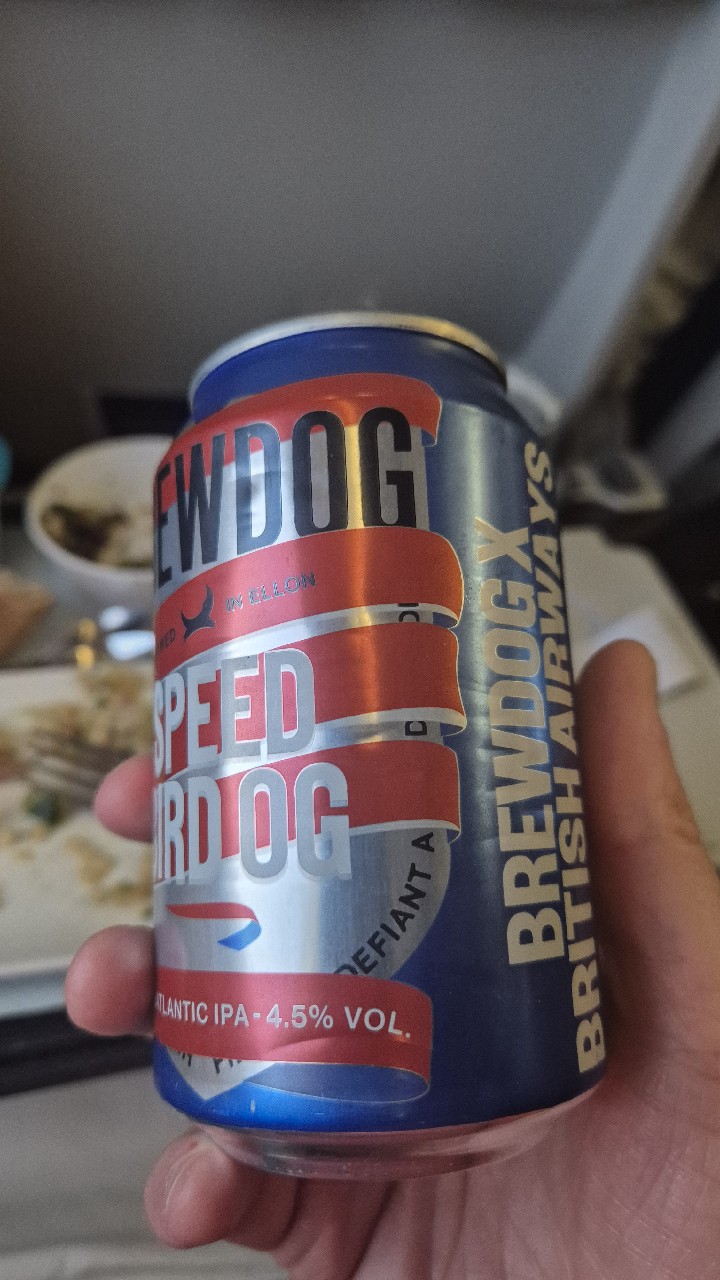 EWDOG
IN ELLON
SPEED
IRD OG
DEFIANT A
ATLANTIC IPA - 4.5% VOL.
BREWDOG X
BRITISH AIRWAYS